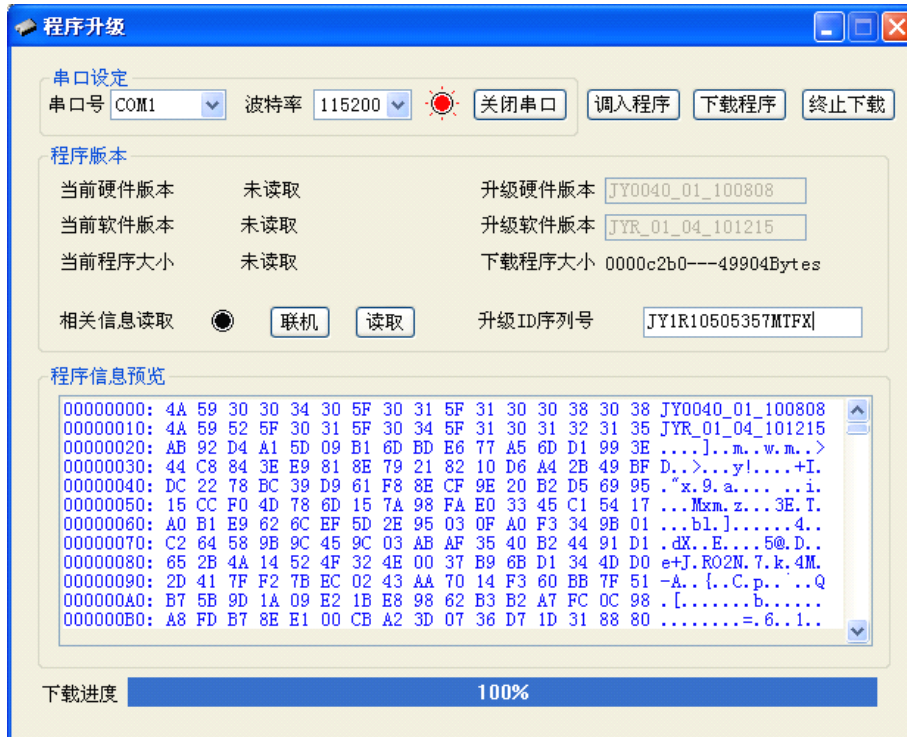 程序升级
串口设定
串口号 COM1 波特率 115200 关闭串口 调入程序 下载程序 终止下载
程序版本
当前硬件版本 未读取 升级硬件版本 JY0040_01_100808
当前软件版本 未读取 升级软件版本 JYR_01_04_101215
当前程序大小 未读取 下载程序大小 0000c2b0---49904Bytes
相关信息读取 联机 读取 升级ID序列号 JY1R10505357MTFX
程序信息预览
00000000: 4A 59 30 30 34 30 5F 30 31 5F 31 30 30 38 30 38 JY0040_01_100808
00000010: 4A 59 52 5F 30 31 5F 30 34 5F 31 30 31 32 31 35 JYR_01_04_101215
00000020: AB 92 D4 A1 5D 09 B1 6D BD E6 77 A5 6D D1 99 3E ....]..m..w.m..>
00000030: 44 C8 84 3E E9 81 8E 79 21 82 10 D6 A4 2B 49 BF D..>...y!....+I.
00000040: DC 22 78 BC 39 D9 61 F8 8E CF 9E 20 B2 D5 69 95 ."x.9.a.... ..i.
00000050: 15 CC F0 4D 78 6D 15 7A 98 FA E0 33 45 C1 54 17 ...Mxm.z...3E.T.
00000060: A0 B1 E9 62 6C EF 5D 2E 95 03 0F A0 F3 34 9B 01 ...bl.]......4..
00000070: C2 64 58 9B 9C 45 9C 03 AB AF 35 40 B2 44 91 D1 .dX..E....5@.D..
00000080: 65 2B 4A 14 52 4F 32 4E 00 37 B9 6B D1 34 4D D0 e+J.RO2N.7.k.4M.
00000090: 2D 41 7F F2 7B EC 02 43 AA 70 14 F3 60 BB 7F 51 -A..{..C.p..`..Q
000000A0: B7 5B 9D 1A 09 E2 1B E8 98 62 B3 B2 A7 FC 0C 98 .[.......b......
000000B0: A8 FD B7 8E E1 00 CB A2 3D 07 36 D7 1D 31 88 80 ........=.6..1..
下载进度 100%